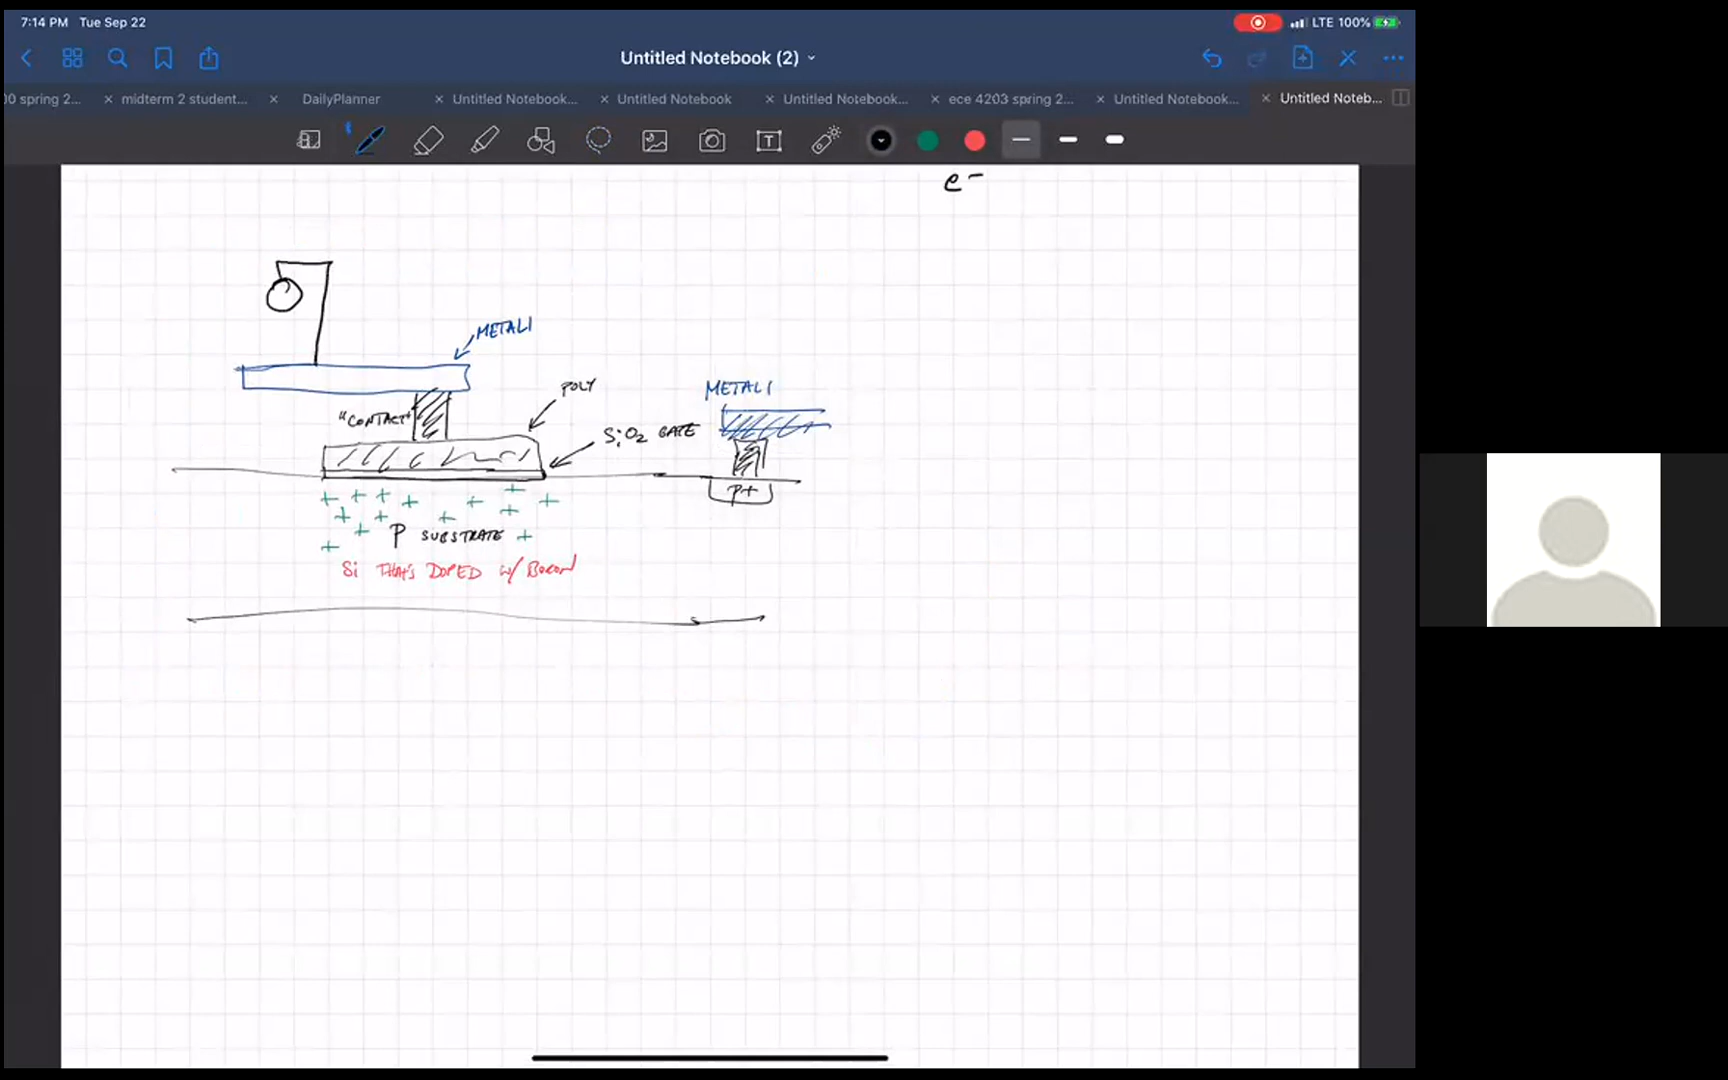 7:14 PM Tue Sep 22
LTE 100%
Untitled Notebook (2)
00 spring 2...
midterm 2 student...
DailyPlanner
Untitled Notebook...
Untitled Notebook
Untitled Notebook...
ece 4203 spring 2...
Untitled Notebook...
Untitled Noteb...
T
e-
METAL1
POLY
METAL1
"CONTACT"
SiO2 GATE
P+
+ + + + + + +
+ + + +
+ P SUBSTRATE +
+
Si THAT'S DOPED w/ BORON